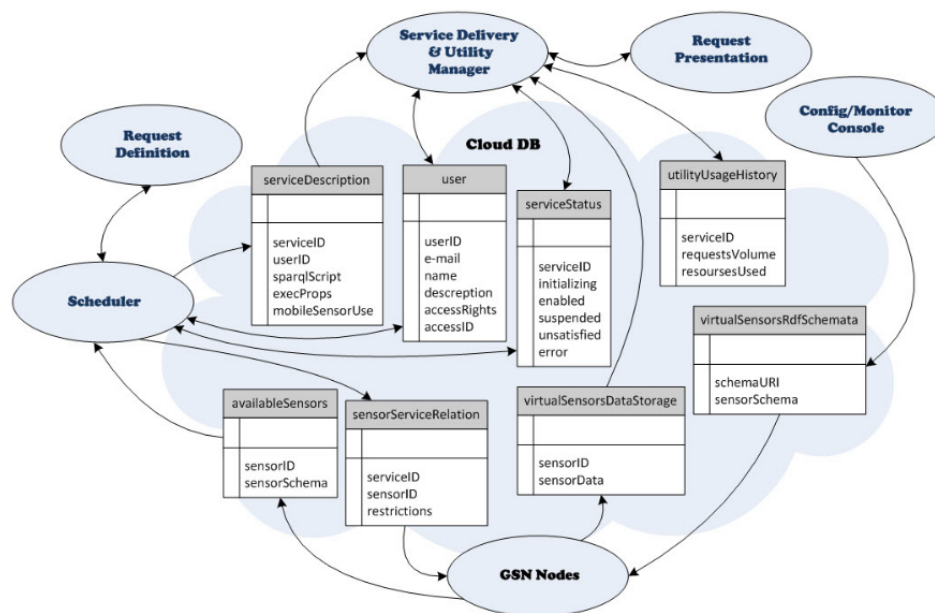 Service Delivery
& Utility
Manager
Request
Presentation
Config/Monitor
Console
Request
Definition
Cloud DB
serviceDescription
serviceID
userID
sparqlScript
execProps
mobileSensorUse
user
userID
e-mail
name
descreption
accessRights
accessID
serviceStatus
serviceID
initializing
enabled
suspended
unsatisfied
error
utilityUsageHistory
serviceID
requestsVolume
resoursesUsed
Scheduler
virtualSensorsRdfSchemata
schemaURI
sensorSchema
availableSensors
sensorID
sensorSchema
sensorServiceRelation
serviceID
sensorID
restrictions
virtualSensorsDataStorage
sensorID
sensorData
GSN Nodes